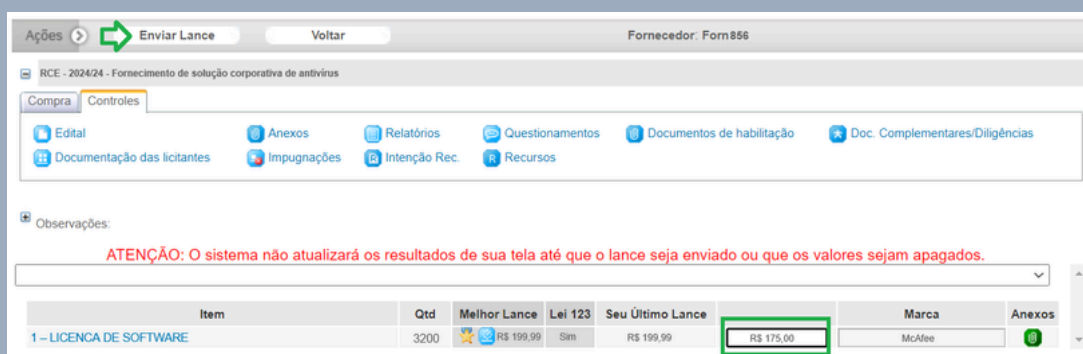 Ações Enviar Lance Voltar Fornecedor: Forn856
RCE - 2024/24 - Fornecimento de solução corporativa de antivírus
Compra Controles
Edital Anexos Relatórios Questionamentos Documentos de habilitação Doc. Complementares/Diligências
Documentação das licitantes Impugnações Intenção Rec. Recursos
Observações:
ATENÇÃO: O sistema não atualizará os resultados de sua tela até que o lance seja enviado ou que os valores sejam apagados.
Item Qtd Melhor Lance Lei 123 Seu Último Lance Marca Anexos
1 – LICENCA DE SOFTWARE 3200 R$ 199,99 Sim R$ 199,99 R$ 175,00 McAfee